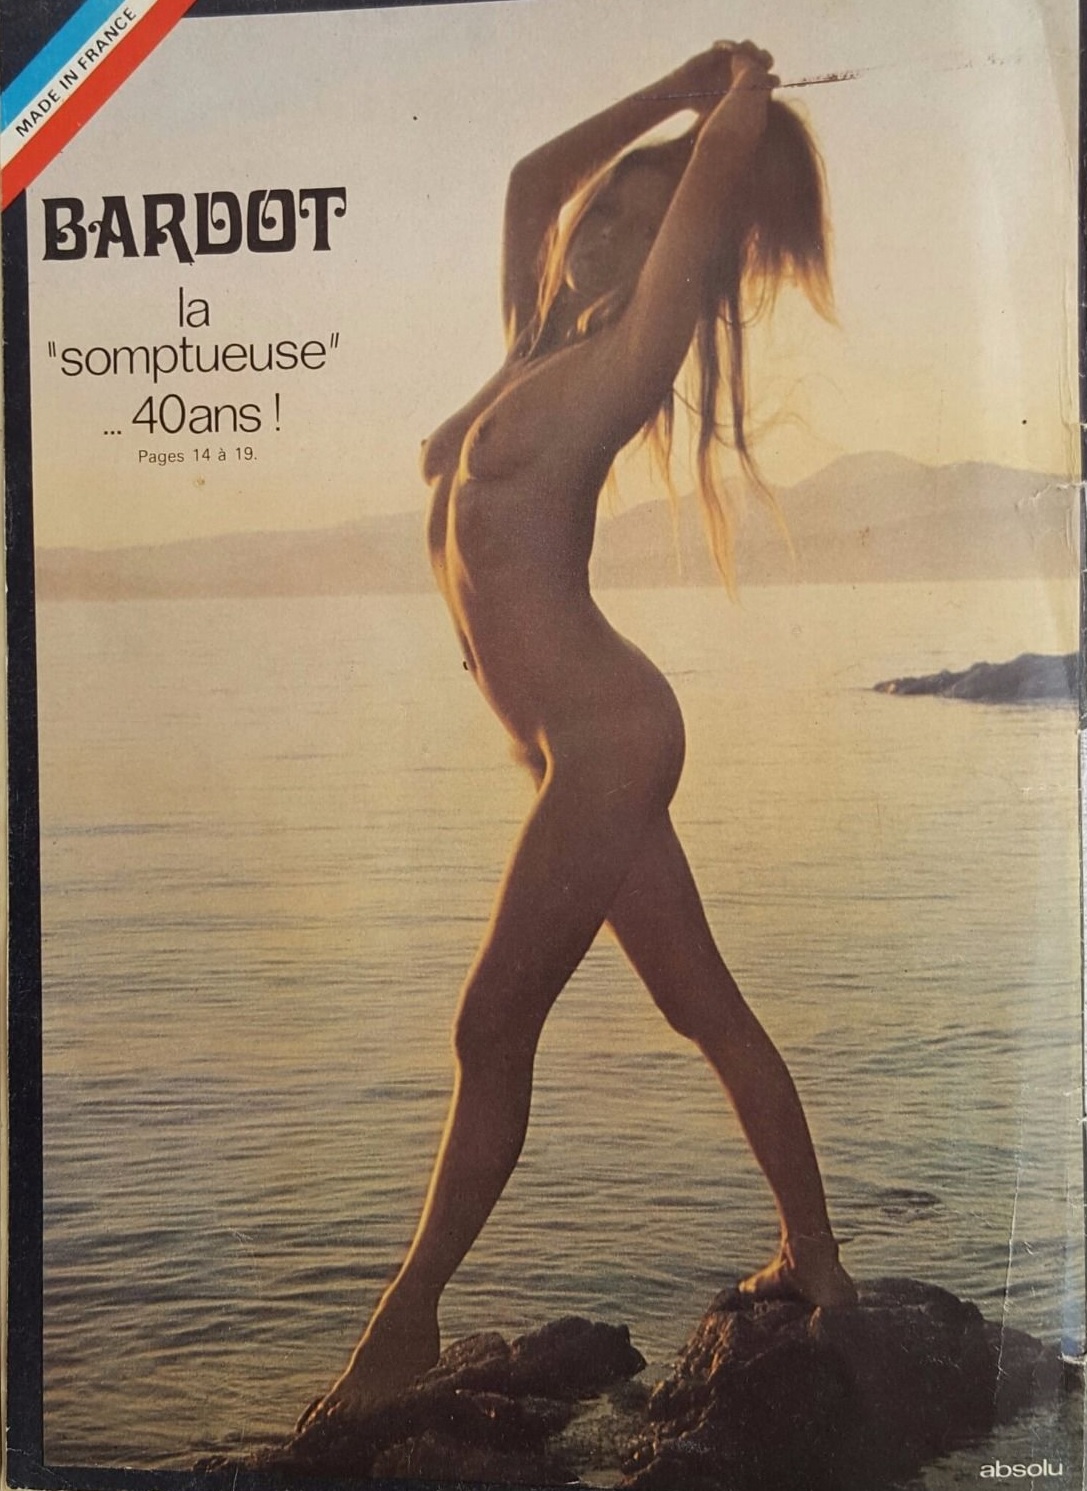 MADE IN FRANCE
BARDOT
la
"somptueuse"
... 40ans !
Pages 14 à 19.
absolu